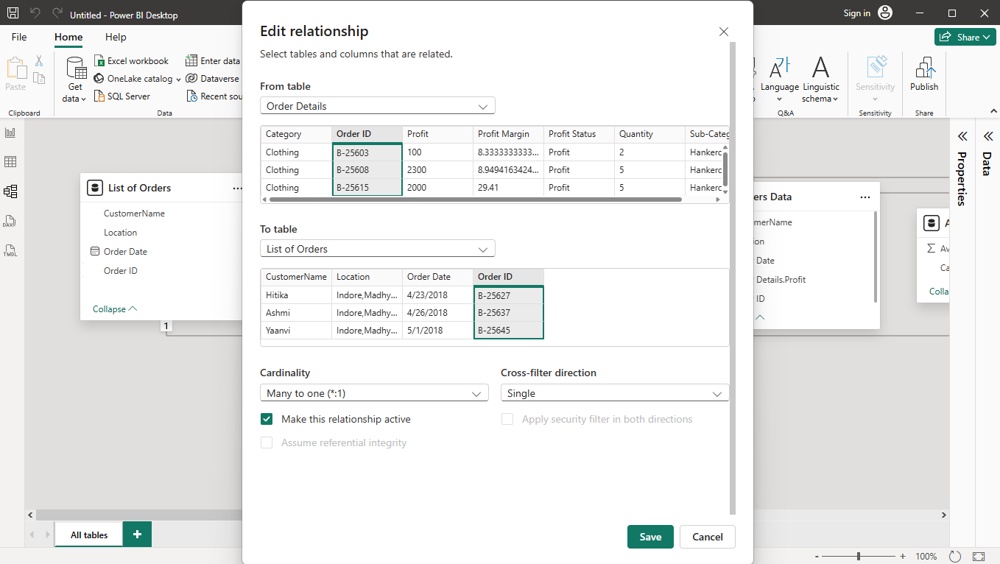 Untitled - Power BI Desktop
Sign in
File
Home
Help
Share
Paste
Clipboard
Get data
Excel workbook
OneLake catalog
SQL Server
Enter data
Dataverse
Recent sou
Data
Language
Linguistic schema
Q&A
Sensitivity
Sensitivity
Publish
Share
DAX
TMDL
List of Orders
CustomerName
Location
Order Date
Order ID
Collapse
1
Edit relationship
Select tables and columns that are related.
From table
Order Details
Category Order ID Profit Profit Margin Profit Status Quantity Sub-Categ
Clothing B-25603 100 8.3333333333... Profit 2 Hankerc
Clothing B-25608 2300 8.9494163424... Profit 5 Hankerc
Clothing B-25615 2000 29.41 Profit 5 Hankerc
To table
List of Orders
CustomerName Location Order Date Order ID
Hitika Indore,Madhy... 4/23/2018 B-25627
Ashmi Indore,Madhy... 4/26/2018 B-25637
Yaanvi Indore,Madhy... 5/1/2018 B-25645
Cardinality
Many to one (*:1)
Cross-filter direction
Single
Make this relationship active
Apply security filter in both directions
Assume referential integrity
Save
Cancel
ers Data
merName
ion
Date
Details.Profit
ID
A
Σ Av
Ca
Colla
Properties
Data
All tables
+
- + 100%